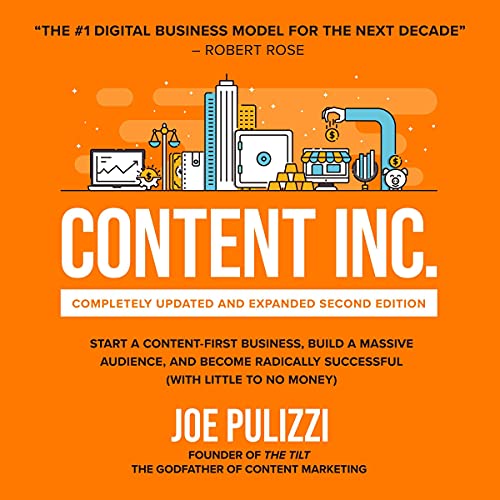 “THE #1 DIGITAL BUSINESS MODEL FOR THE NEXT DECADE”
– ROBERT ROSE
CONTENT INC.
COMPLETELY UPDATED AND EXPANDED SECOND EDITION
START A CONTENT-FIRST BUSINESS, BUILD A MASSIVE
AUDIENCE, AND BECOME RADICALLY SUCCESSFUL
(WITH LITTLE TO NO MONEY)
JOE PULIZZI
FOUNDER OF THE TILT
THE GODFATHER OF CONTENT MARKETING